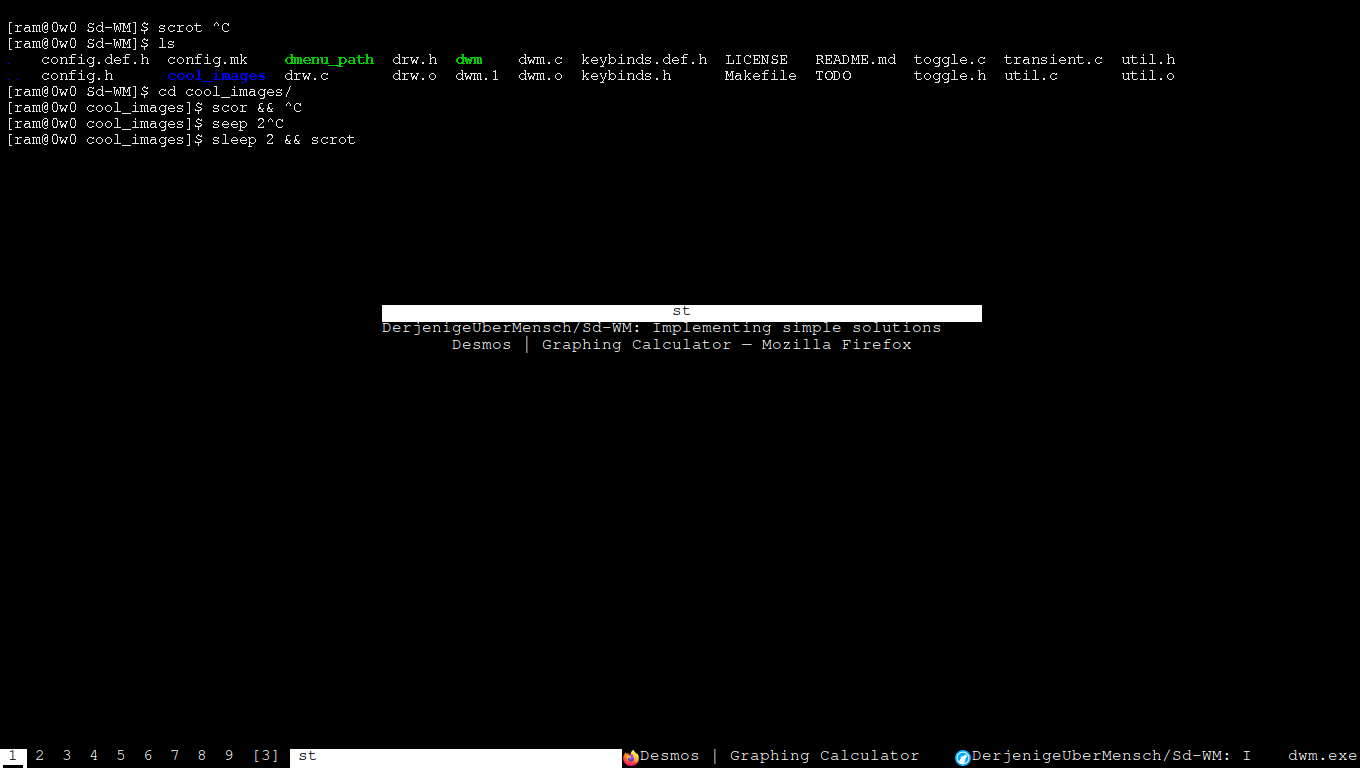 [ram@0w0 Sd-WM]$ scrot ^C
[ram@0w0 Sd-WM]$ ls
. config.def.h config.mk dmenu_path drw.h dwm dwm.c keybinds.def.h LICENSE README.md toggle.c transient.c util.h
.. config.h cool_images drw.c drw.o dwm.1 dwm.o keybinds.h Makefile TODO toggle.h util.c util.o
[ram@0w0 Sd-WM]$ cd cool_images/
[ram@0w0 cool_images]$ scor && ^C
[ram@0w0 cool_images]$ seep 2^C
[ram@0w0 cool_images]$ sleep 2 && scrot
st
DerjenigeUberMensch/Sd-WM: Implementing simple solutions
Desmos | Graphing Calculator — Mozilla Firefox
1 2 3 4 5 6 7 8 9 [3] st Desmos | Graphing Calculator DerjenigeUberMensch/Sd-WM: I dwm.exe